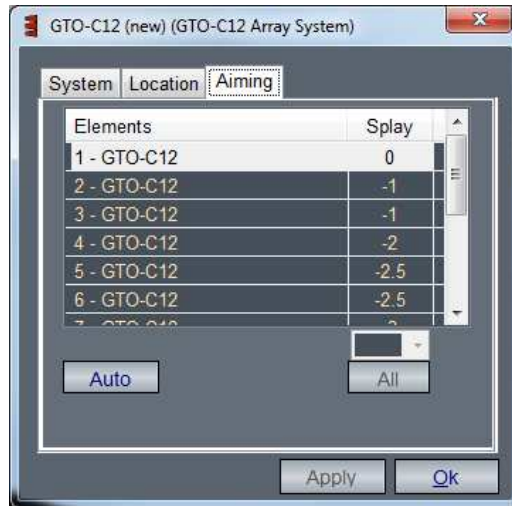 GTO-C12 (new) (GTO-C12 Array System)
System Location Aiming
Elements Splay
1 - GTO-C12 0
2 - GTO-C12 -1
3 - GTO-C12 -1
4 - GTO-C12 -2
5 - GTO-C12 -2.5
6 - GTO-C12 -2.5
Auto All
Apply Ok